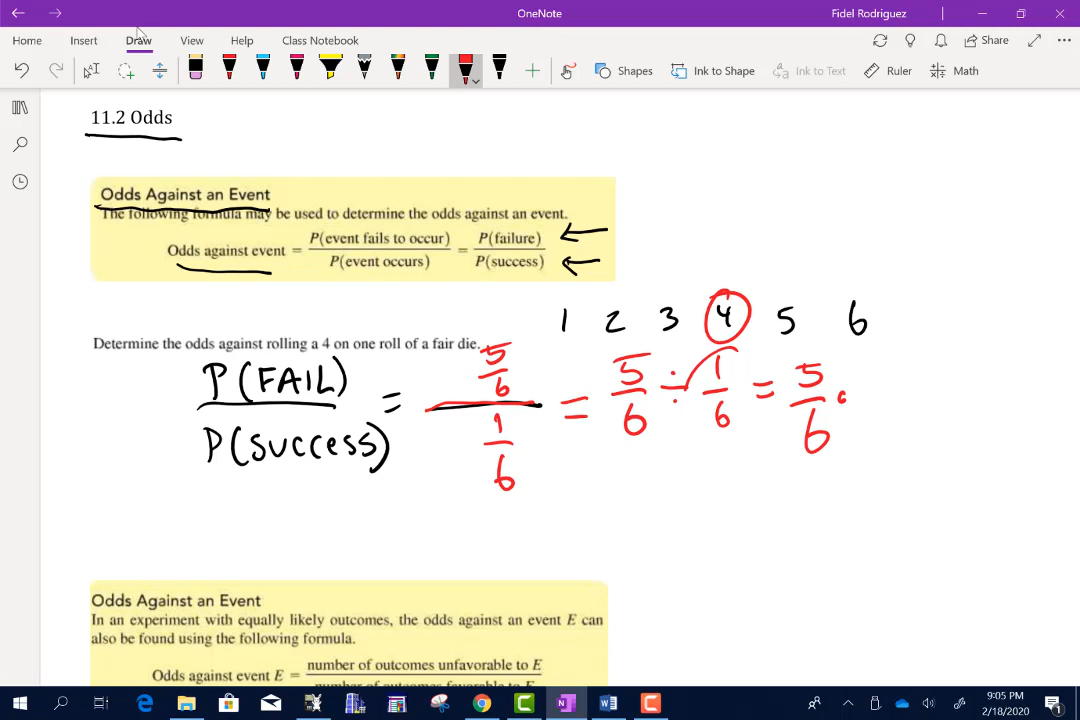 OneNote
Fidel Rodriguez
Home Insert Draw View Help Class Notebook Share
Shapes Ink to Shape Ink to Text Ruler Math
11.2 Odds
Odds Against an Event
The following formula may be used to determine the odds against an event.
Odds against event = P(event fails to occur) / P(event occurs) = P(failure) / P(success)
1 2 3 4 5 6
Determine the odds against rolling a 4 on one roll of a fair die.
P(FAIL) / P(SUCCESS) = 5/6 / 1/6 = 5/6 ÷ 1/6 = 5/6 ·
Odds Against an Event
In an experiment with equally likely outcomes, the odds against an event E can
also be found using the following formula.
Odds against event E = number of outcomes unfavorable to E
number of outcomes favorable to E
9:05 PM
2/18/2020
1